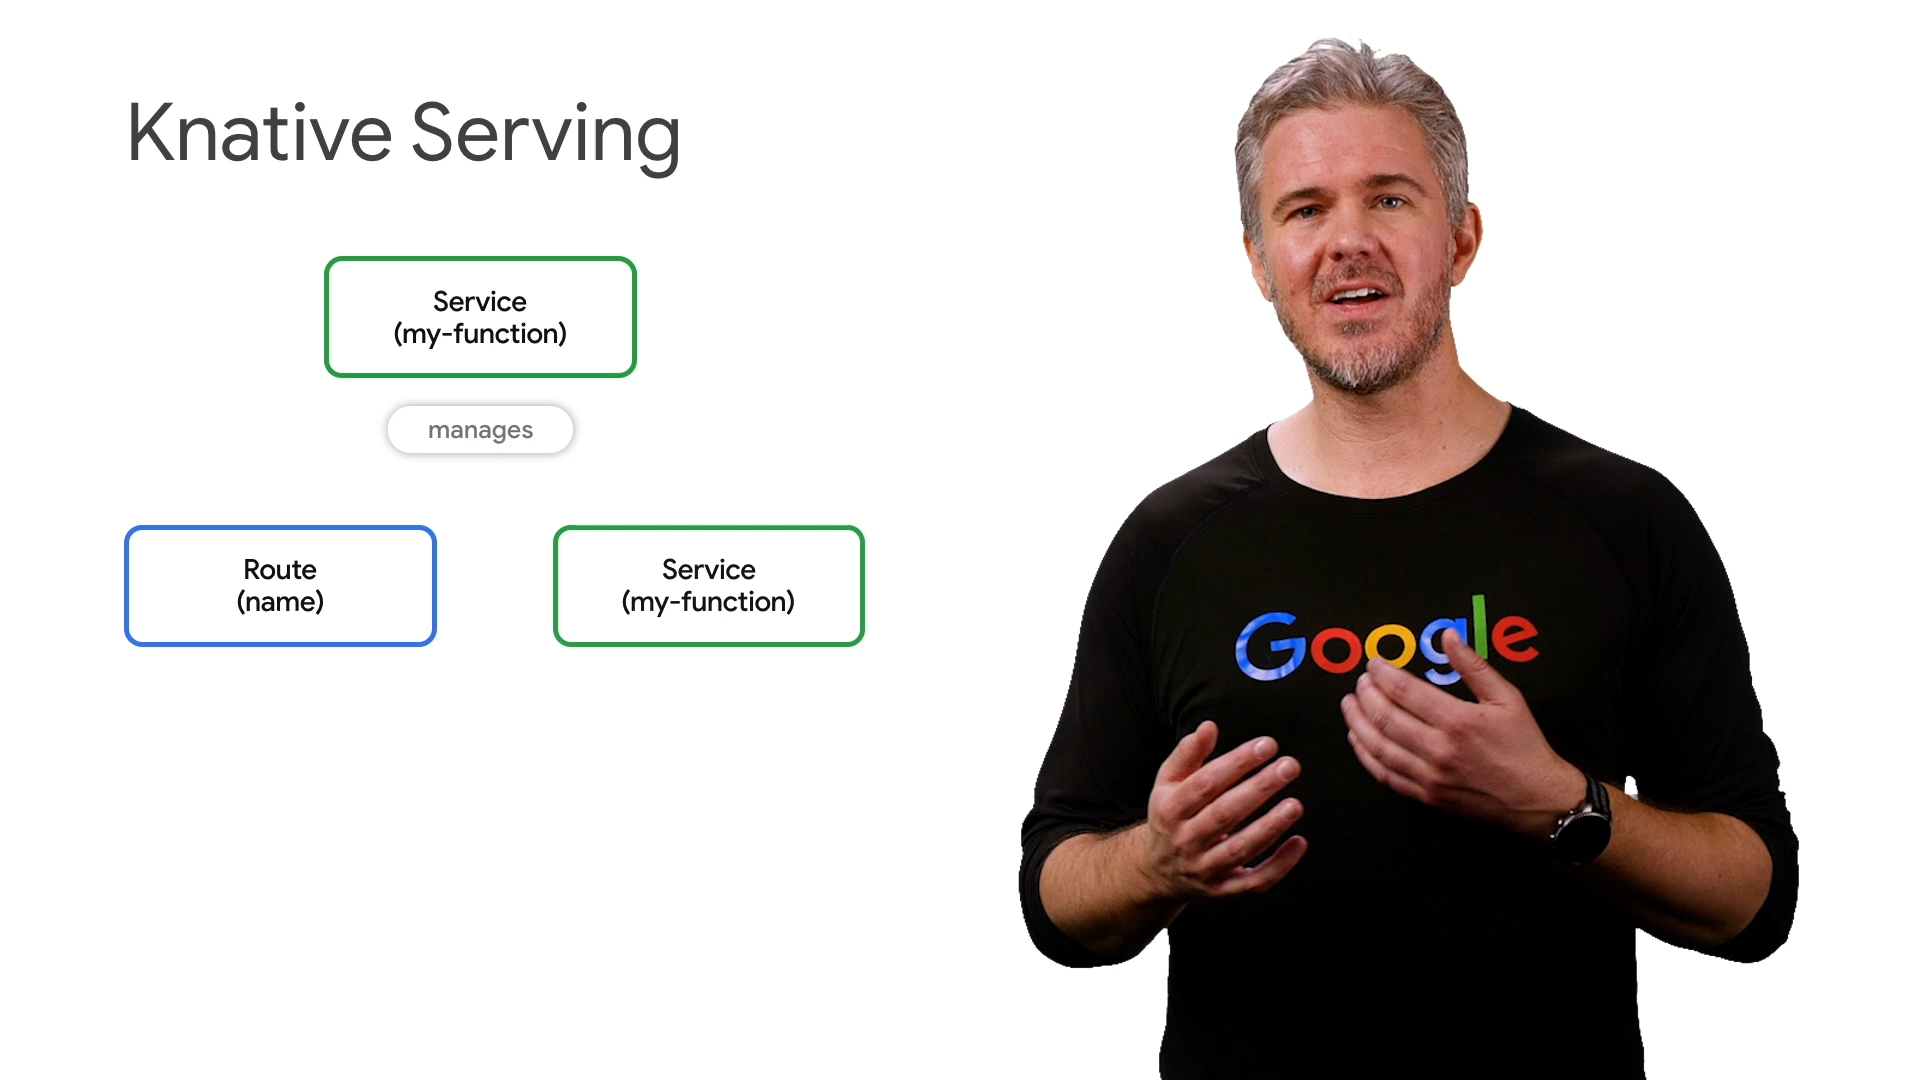 Knative Serving
Service
(my-function)
manages
Route
(name)
Service
(my-function)
Google